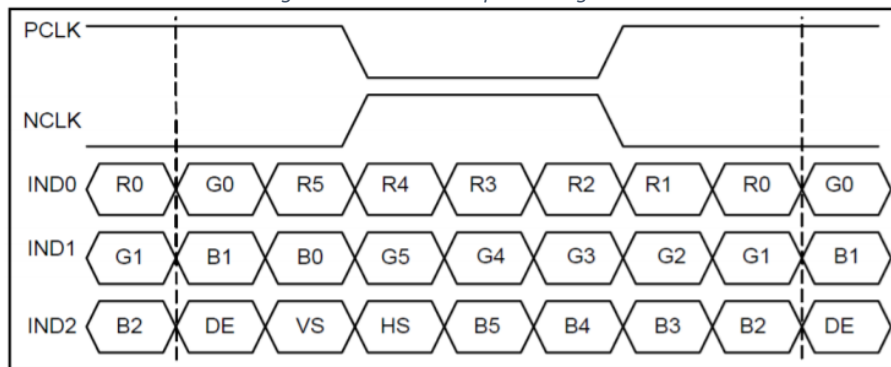 PCLK
NCLK
IND0 R0 G0 R5 R4 R3 R2 R1 R0 G0
IND1 G1 B1 B0 G5 G4 G3 G2 G1 B1
IND2 B2 DE VS HS B5 B4 B3 B2 DE